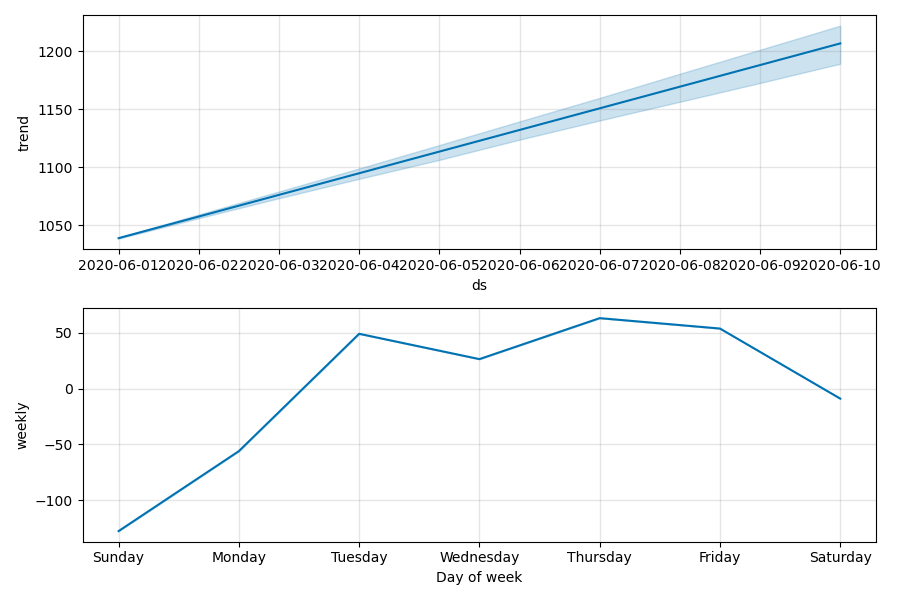 1200
1150
1100
1050
trend
2020-06-01 2020-06-02 2020-06-03 2020-06-04 2020-06-05 2020-06-06 2020-06-07 2020-06-08 2020-06-09 2020-06-10
ds
50
0
−50
−100
weekly
Sunday Monday Tuesday Wednesday Thursday Friday Saturday
Day of week